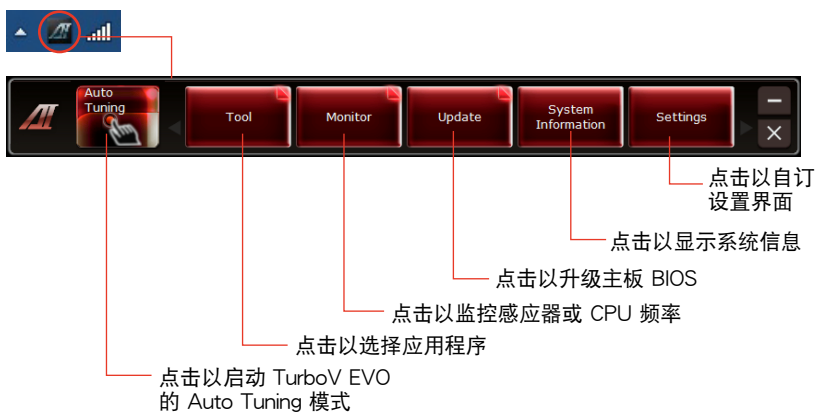 Auto
Tuning
Tool
Monitor
Update
System
Information
Settings
点击以自订
设置界面
点击以显示系统信息
点击以升级主板 BIOS
点击以监控感应器或 CPU 频率
点击以选择应用程序
点击以启动 TurboV EVO
的 Auto Tuning 模式